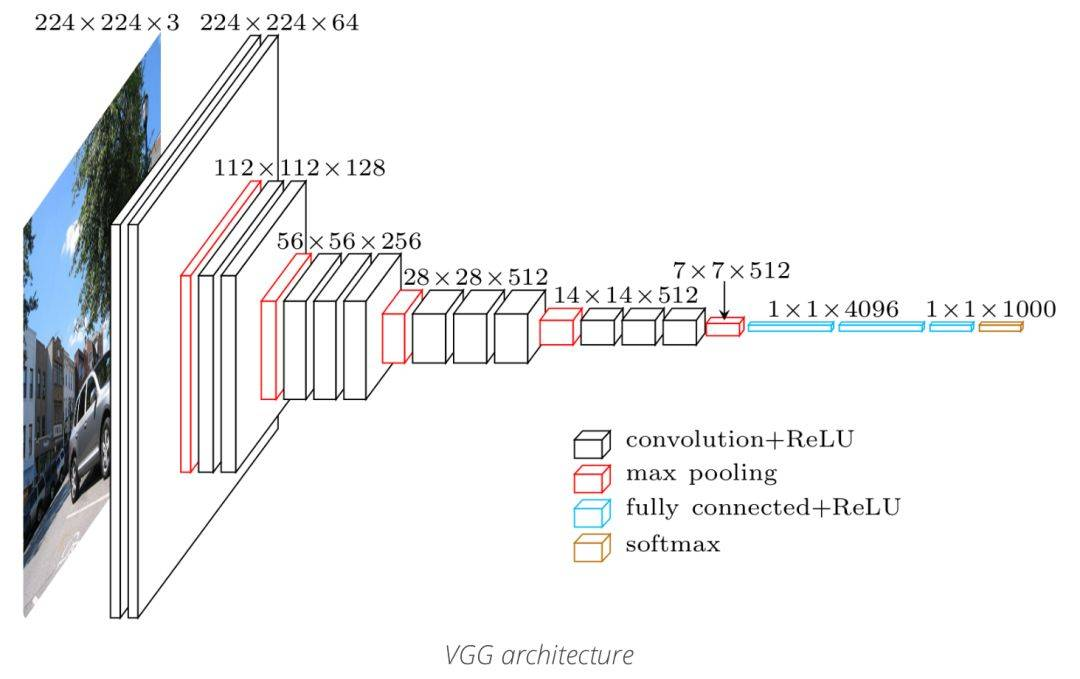 224×224×3
224×224×64
112×112×128
56×56×256
28×28×512
14×14×512
7×7×512
1×1×4096
1×1×1000
convolution+ReLU
max pooling
fully connected+ReLU
softmax
VGG architecture